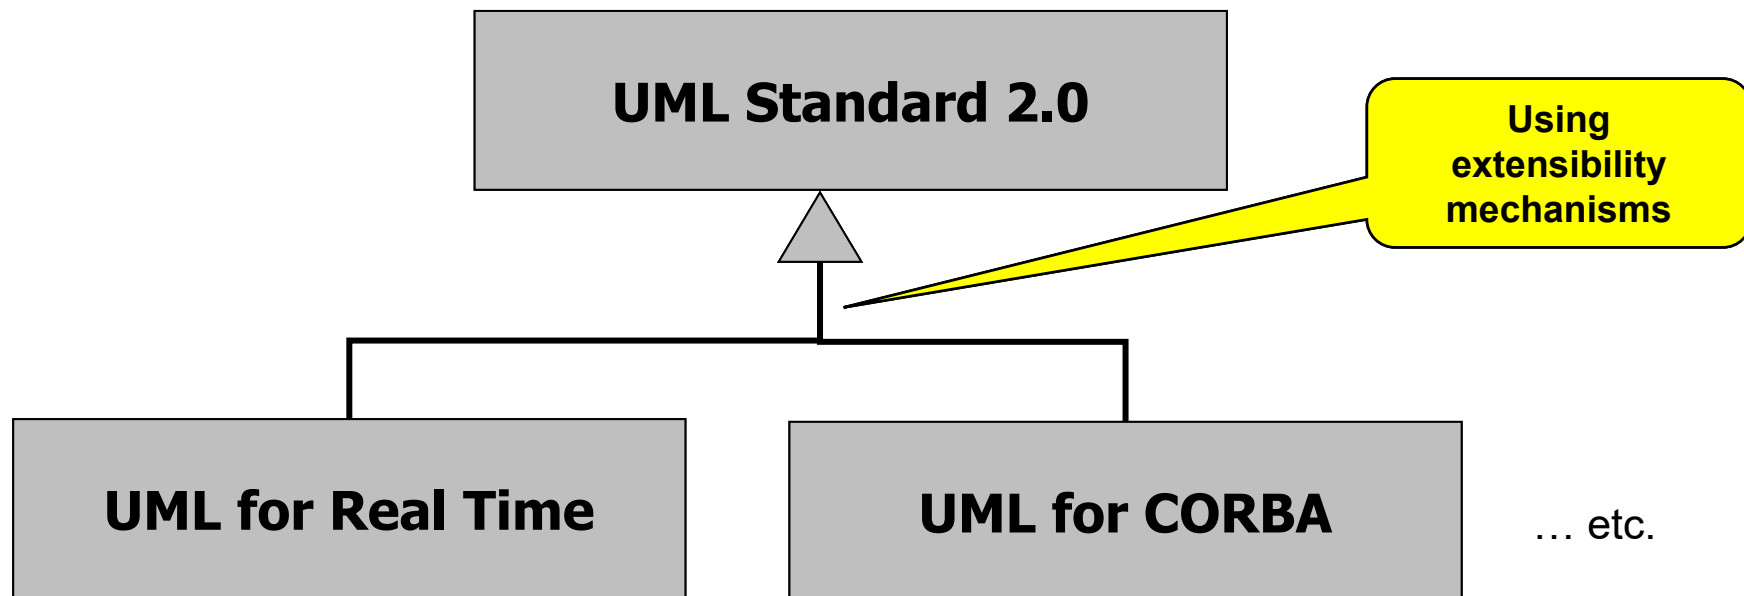 UML Standard 2.0
Using
extensibility
mechanisms
UML for Real Time
UML for CORBA
… etc.